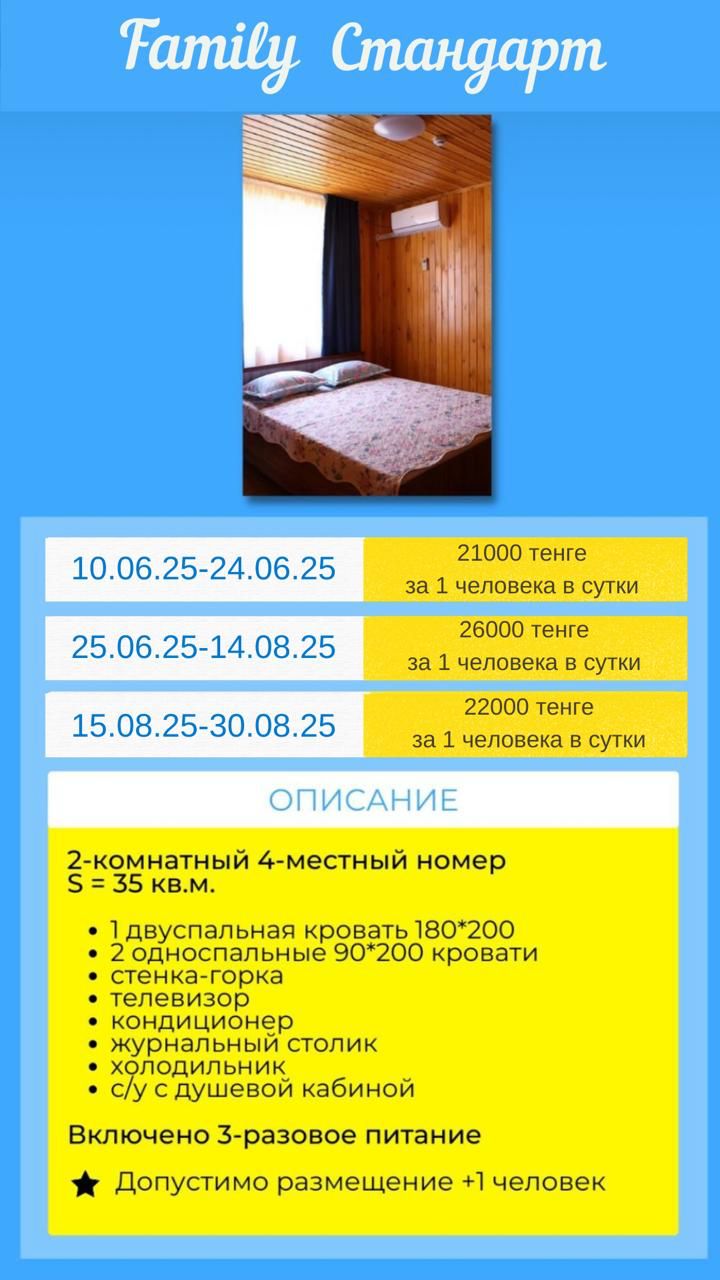 Family Стандарт
10.06.25-24.06.25
21000 тенге
за 1 человека в сутки
25.06.25-14.08.25
26000 тенге
за 1 человека в сутки
15.08.25-30.08.25
22000 тенге
за 1 человека в сутки
ОПИСАНИЕ
2-комнатный 4-местный номер
S = 35 кв.м.
• 1 двуспальная кровать 180*200
• 2 односпальные 90*200 кровати
• стенка-горка
• телевизор
• кондиционер
• журнальный столик
• холодильник
• с/у с душевой кабиной
Включено 3-разовое питание
★ Допустимо размещение +1 человек